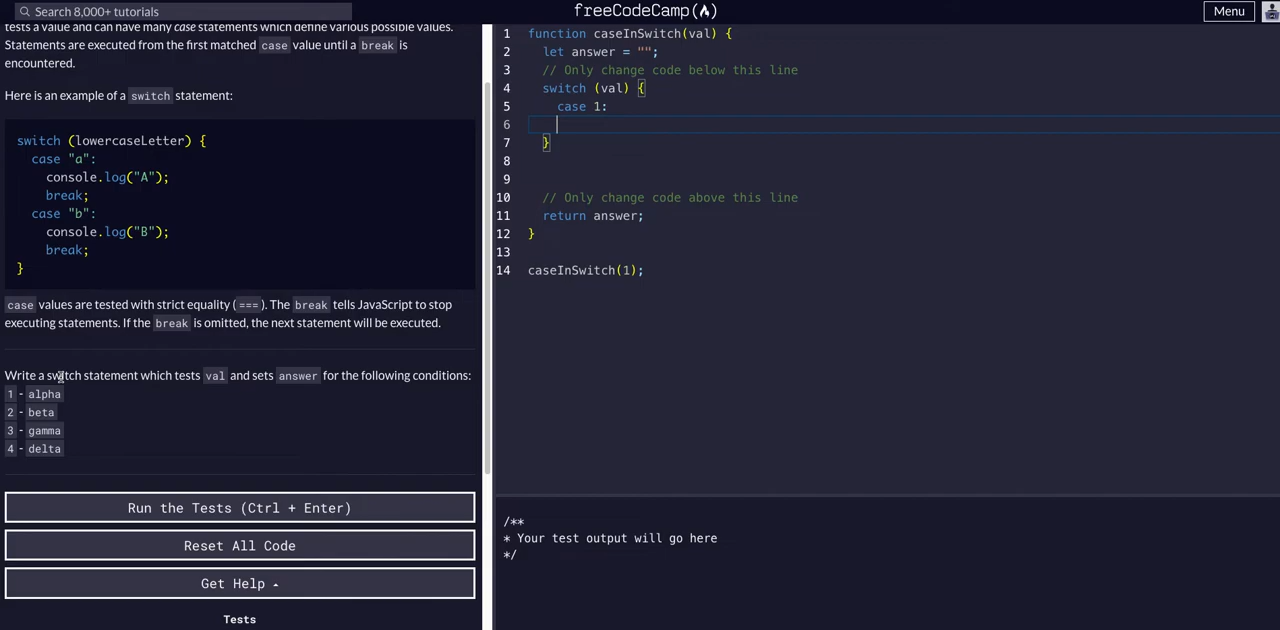 Search 8,000+ tutorials
freeCodeCamp(🔥)
Menu
tests a value and can have many case statements which define various possible values.
Statements are executed from the first matched case value until a break is
encountered.
Here is an example of a switch statement:
switch (lowercaseLetter) {
case "a":
console.log("A");
break;
case "b":
console.log("B");
break;
}
case values are tested with strict equality (===). The break tells JavaScript to stop
executing statements. If the break is omitted, the next statement will be executed.
Write a switch statement which tests val and sets answer for the following conditions:
1 - alpha
2 - beta
3 - gamma
4 - delta
Run the Tests (Ctrl + Enter)
Reset All Code
Get Help
Tests
1 function caseInSwitch(val) {
2 let answer = "";
3 // Only change code below this line
4 switch (val) {
5 case 1:
6
7 }
8
9
10 // Only change code above this line
11 return answer;
12 }
13
14 caseInSwitch(1);
/**
* Your test output will go here
*/